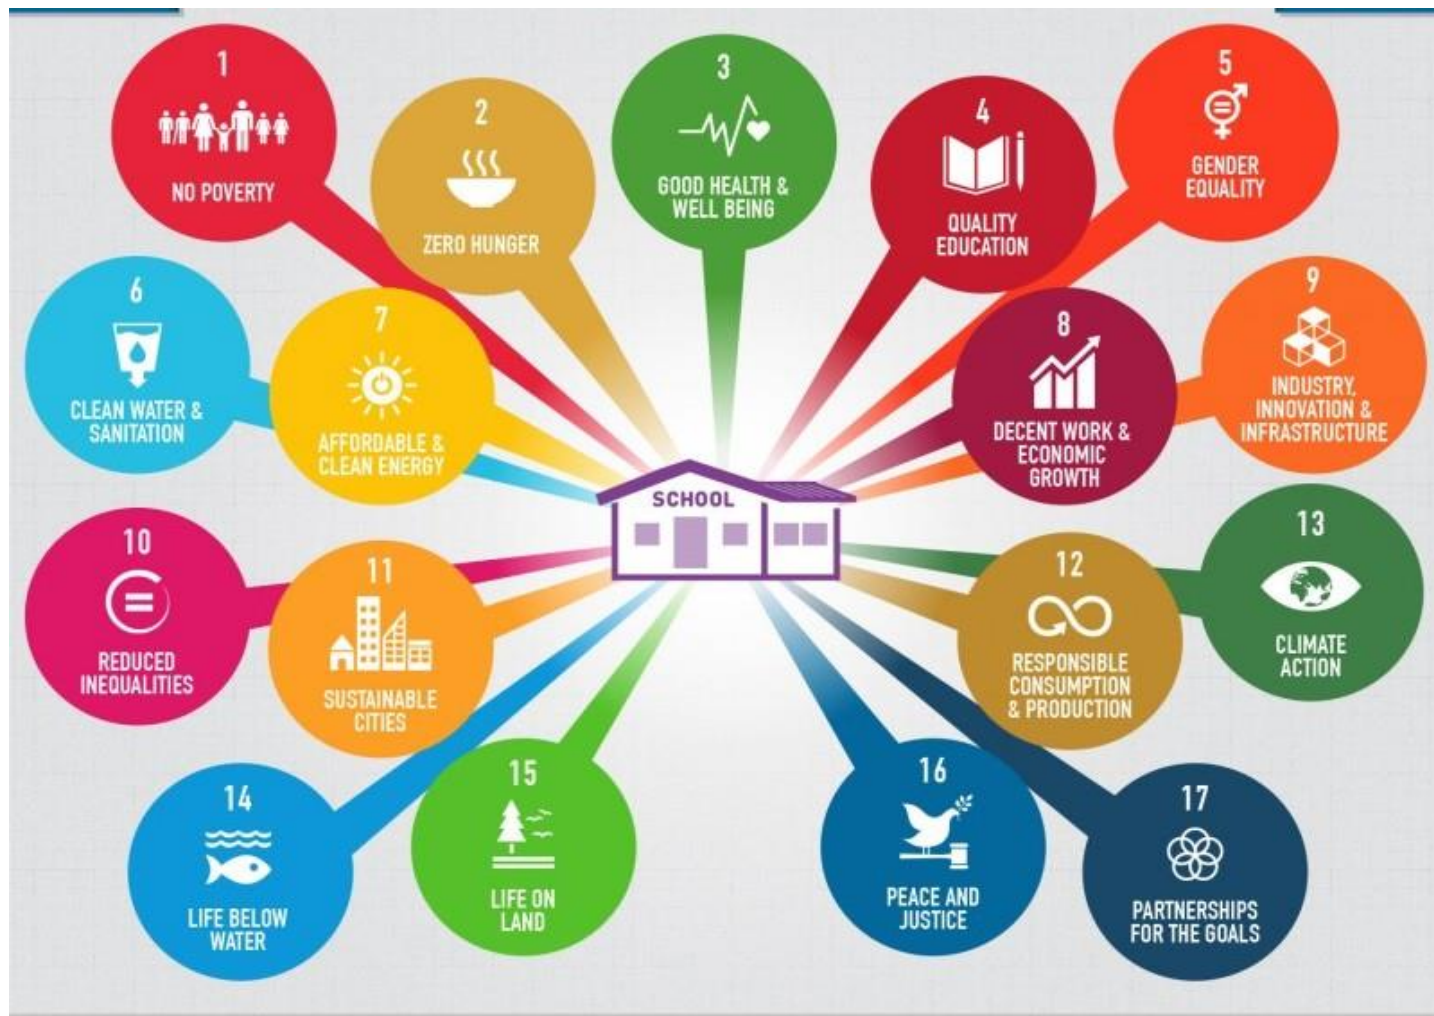 1
NO POVERTY
2
ZERO HUNGER
3
GOOD HEALTH &
WELL BEING
4
QUALITY
EDUCATION
5
GENDER
EQUALITY
6
CLEAN WATER &
SANITATION
7
AFFORDABLE &
CLEAN ENERGY
8
DECENT WORK &
ECONOMIC
GROWTH
9
INDUSTRY,
INNOVATION &
INFRASTRUCTURE
SCHOOL
10
REDUCED
INEQUALITIES
11
SUSTAINABLE
CITIES
12
RESPONSIBLE
CONSUMPTION
& PRODUCTION
13
CLIMATE
ACTION
14
LIFE BELOW
WATER
15
LIFE ON
LAND
16
PEACE AND
JUSTICE
17
PARTNERSHIPS
FOR THE GOALS